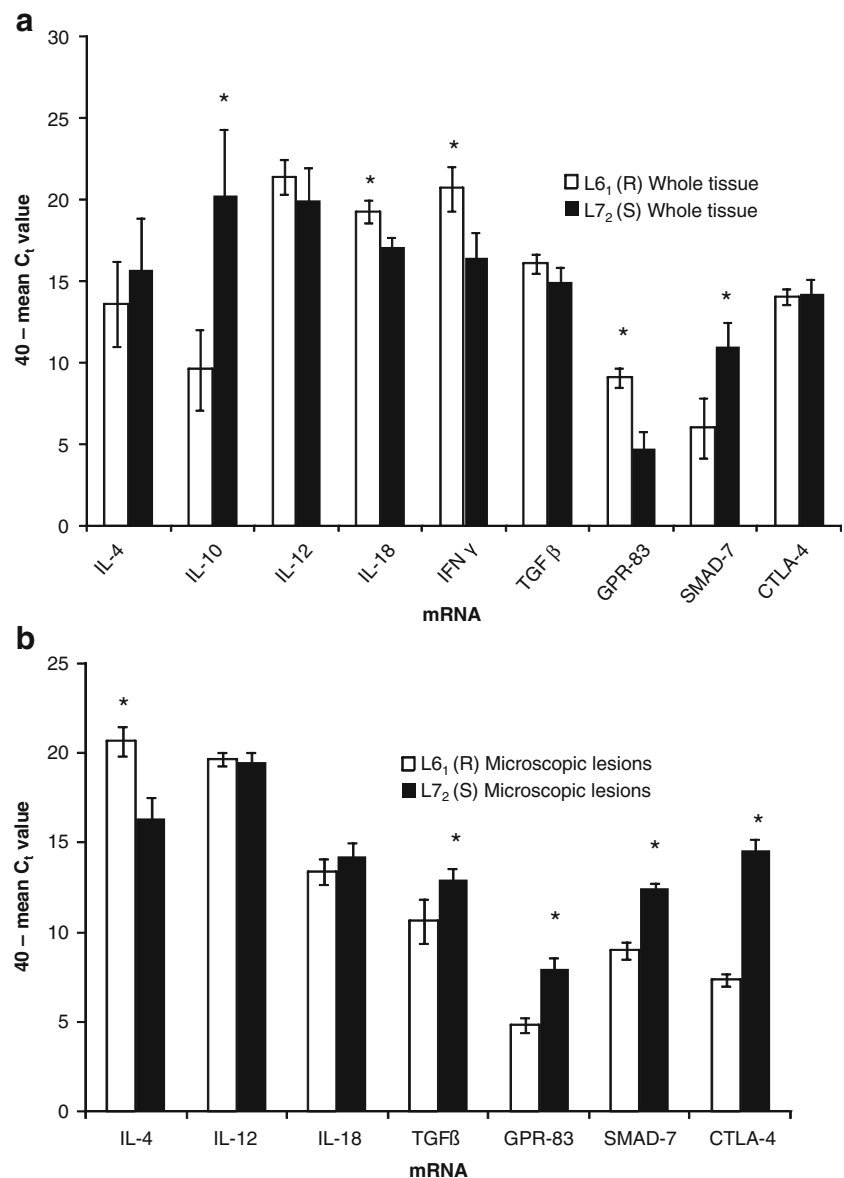 a
30
25
20
15
10
5
0
40 – mean Cₜ value
*
*
*
*
*
L6₁ (R) Whole tissue
L7₂ (S) Whole tissue
IL-4
IL-10
IL-12
IL-18
IFN γ
TGF β
GPR-83
SMAD-7
CTLA-4
mRNA
b
25
20
15
10
5
0
40 – mean Cₜ value
*
*
*
*
*
L6₁ (R) Microscopic lesions
L7₂ (S) Microscopic lesions
IL-4 IL-12 IL-18 TGFß GPR-83 SMAD-7 CTLA-4
mRNA